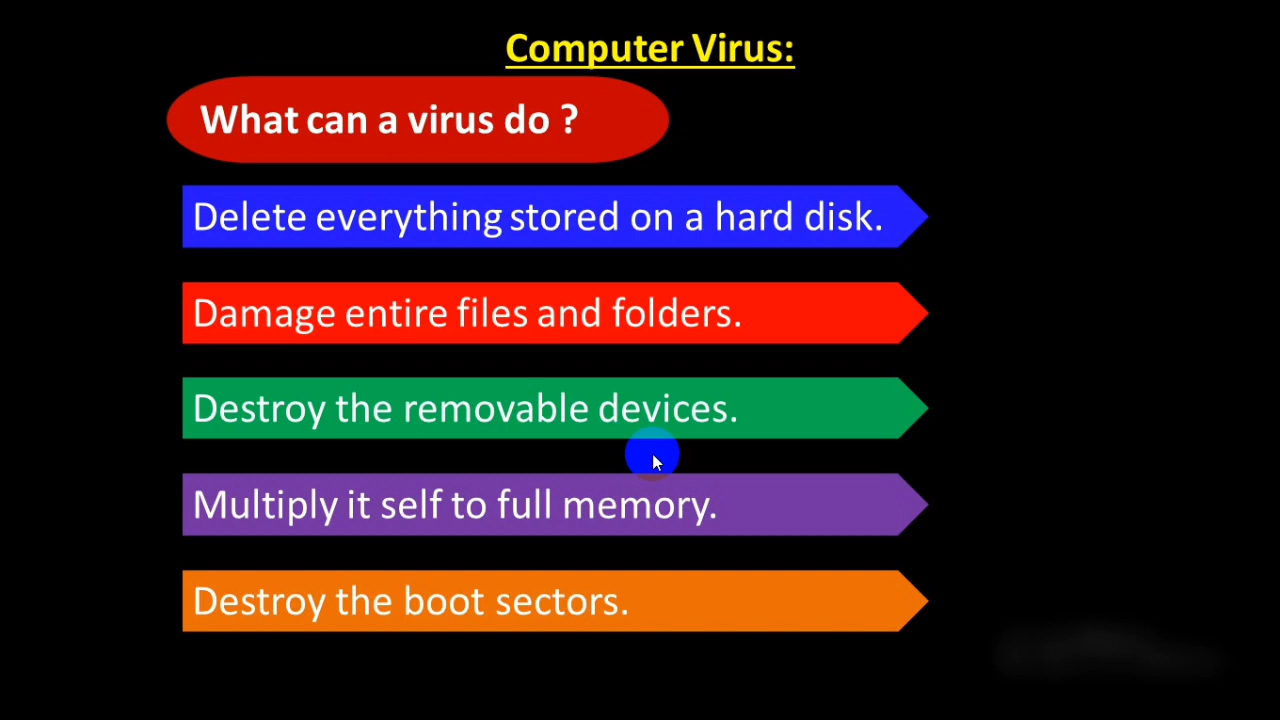 Computer Virus:
What can a virus do ?
Delete everything stored on a hard disk.
Damage entire files and folders.
Destroy the removable devices.
Multiply it self to full memory.
Destroy the boot sectors.